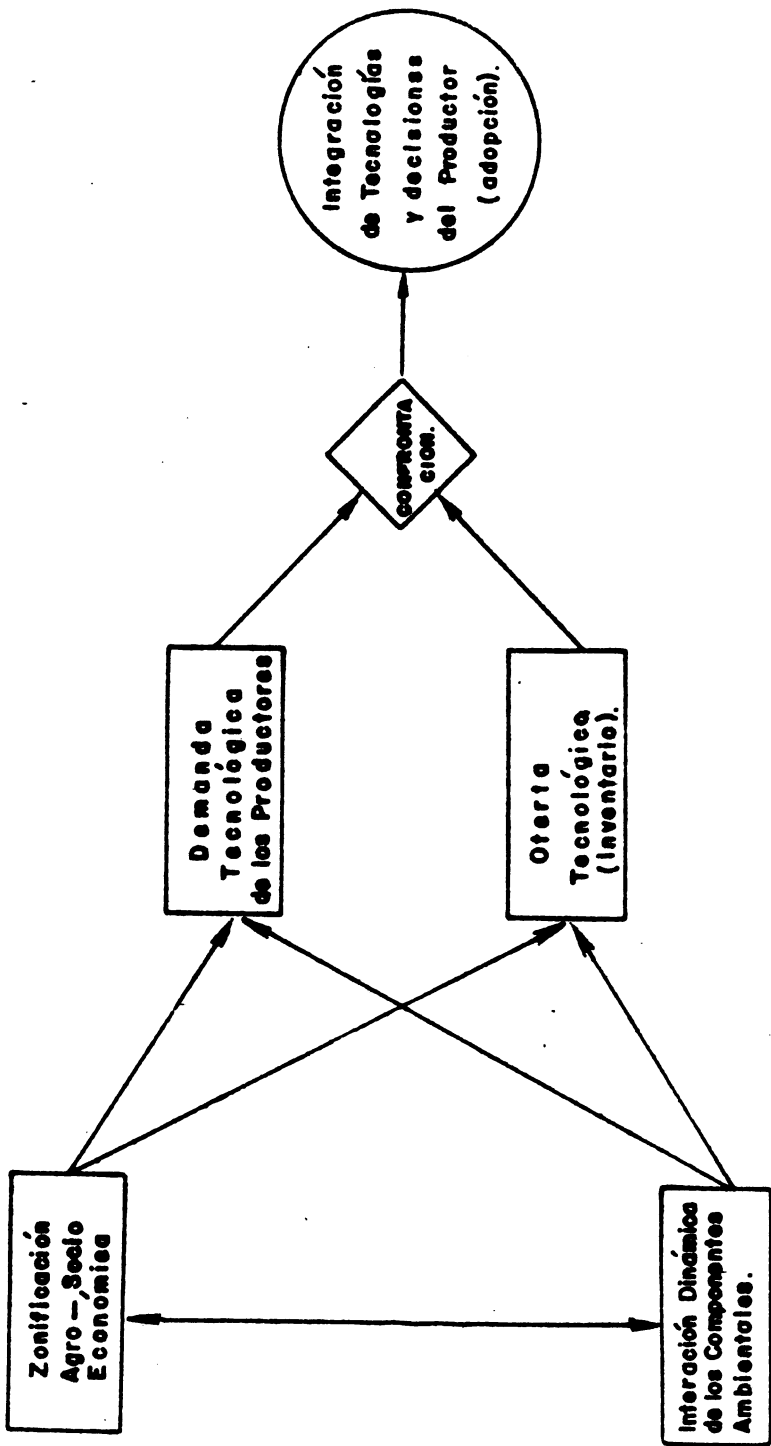 Zonificación
Agro-Socio
Económica
Interación Dinámica
de los Componentes
Ambientales.
Demanda
Tecnológica
de los Productores
Oferta
Tecnológica
(Inventario).
CONFRONTA
CION.
Integración
de Tecnologías
y decisiones
del Productor
(adopción).